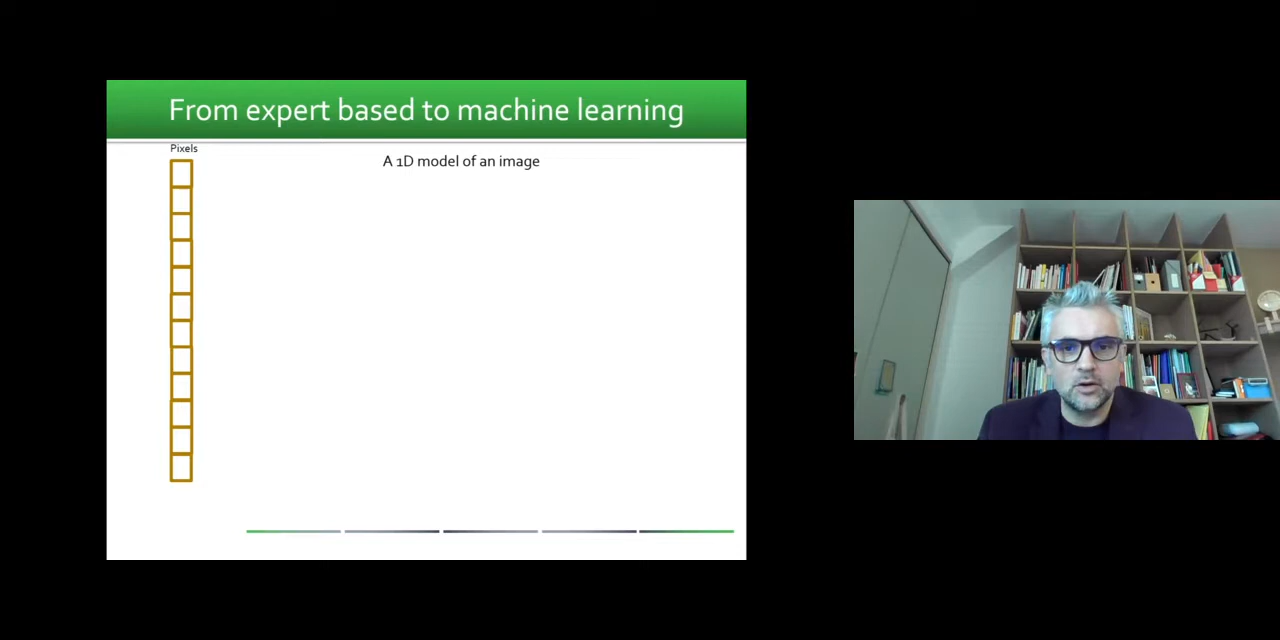 From expert based to machine learning
Pixels
A 1D model of an image